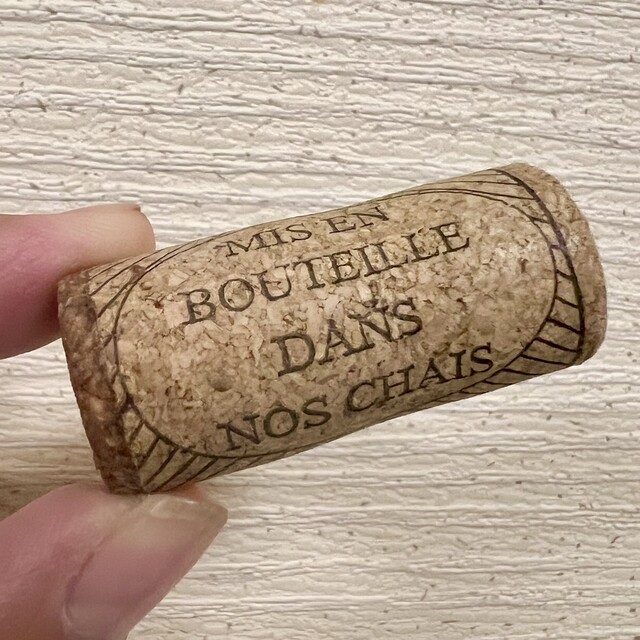 MIS EN
BOUTEILLE
DANS
NOS CHAIS